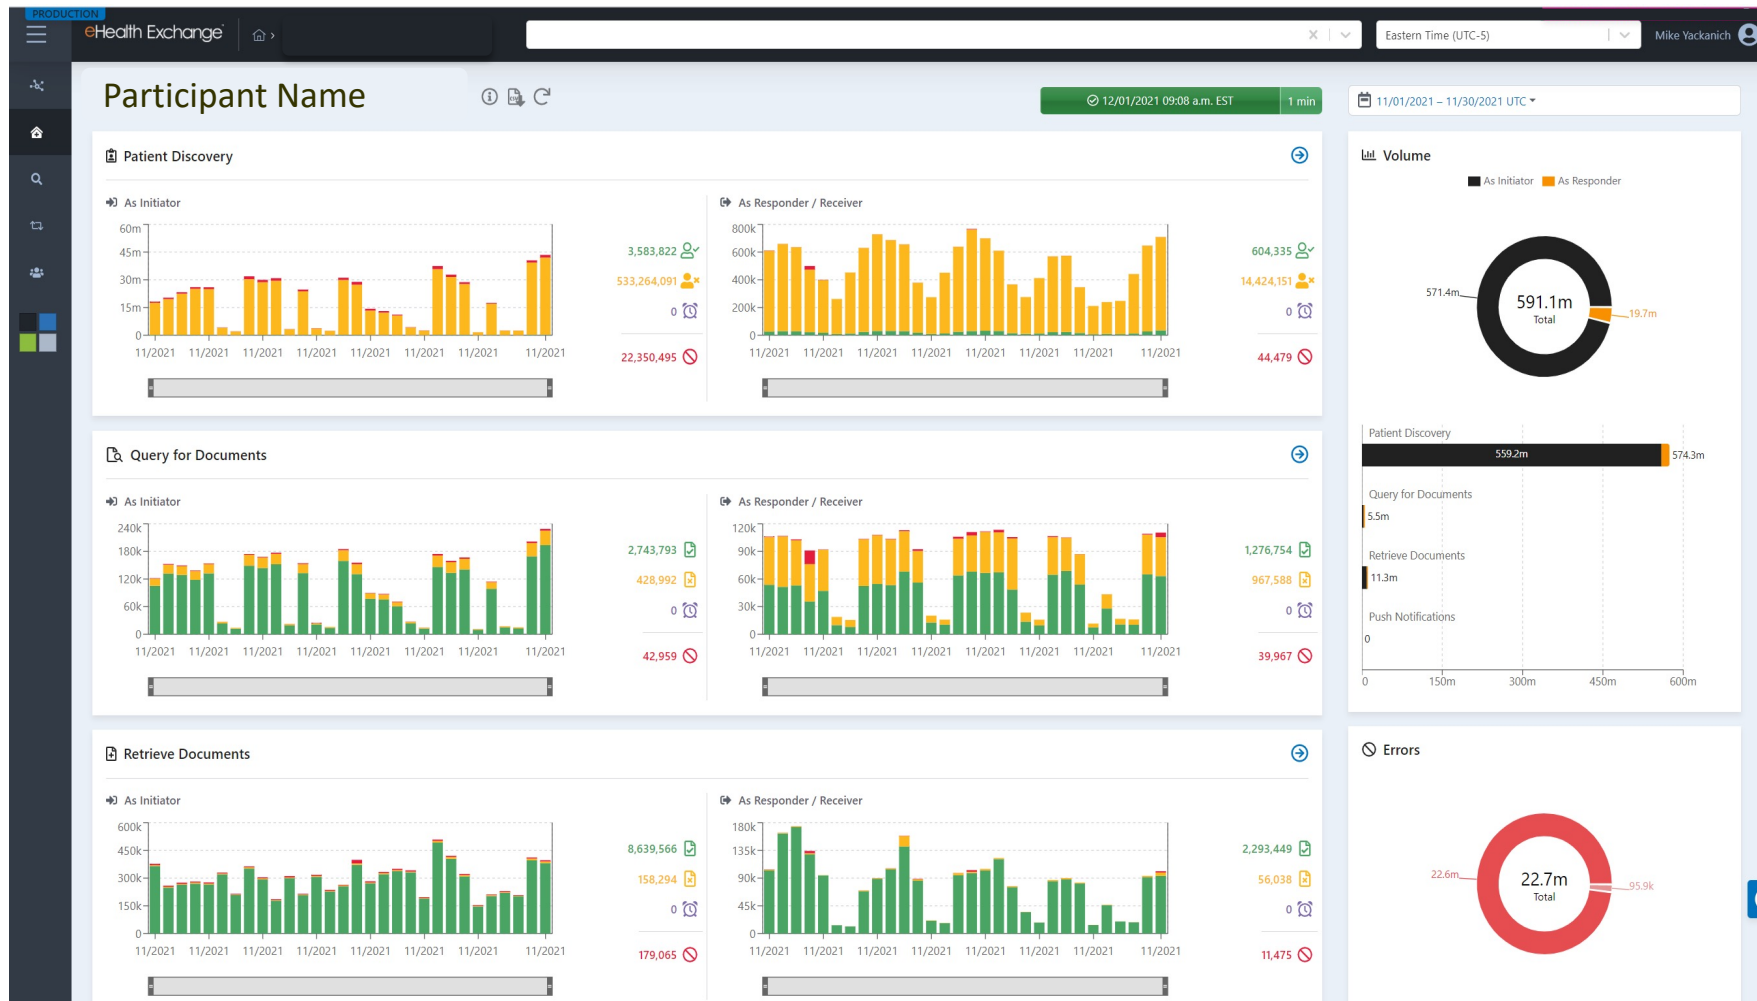 PRODUCTION
eHealth Exchange
Eastern Time (UTC-5)
Mike Yackanich
Participant Name
12/01/2021 09:08 a.m. EST
1 min
11/01/2021 – 11/30/2021 UTC
Patient Discovery
As Initiator
60m
45m
30m
15m
0
11/2021 11/2021 11/2021 11/2021 11/2021 11/2021 11/2021 11/2021
3,583,822
533,264,091
0
22,350,495
As Responder / Receiver
800k
600k
400k
200k
0
11/2021 11/2021 11/2021 11/2021 11/2021 11/2021 11/2021 11/2021
604,335
14,424,151
0
44,479
Query for Documents
As Initiator
240k
180k
120k
60k
0
11/2021 11/2021 11/2021 11/2021 11/2021 11/2021 11/2021 11/2021
2,743,793
428,992
0
42,959
As Responder / Receiver
120k
90k
60k
30k
0
11/2021 11/2021 11/2021 11/2021 11/2021 11/2021 11/2021 11/2021
1,276,754
967,588
0
39,967
Retrieve Documents
As Initiator
600k
450k
300k
150k
0
11/2021 11/2021 11/2021 11/2021 11/2021 11/2021 11/2021 11/2021
8,639,566
158,294
0
179,065
As Responder / Receiver
180k
135k
90k
45k
0
11/2021 11/2021 11/2021 11/2021 11/2021 11/2021 11/2021 11/2021
2,293,449
56,038
0
11,475
Volume
As Initiator As Responder
571.4m
591.1m
Total
19.7m
Patient Discovery
559.2m
574.3m
Query for Documents
5.5m
Retrieve Documents
11.3m
Push Notifications
0
0 150m 300m 450m 600m
Errors
22.6m
22.7m
Total
95.9k